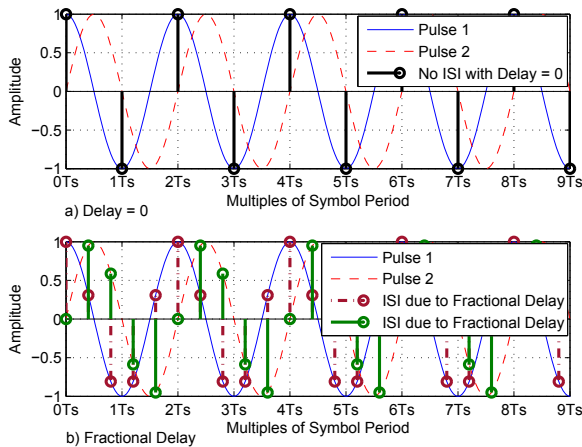 1
0.5
0
−0.5
−1
Amplitude
Pulse 1
Pulse 2
No ISI with Delay = 0
0Ts 1Ts 2Ts 3Ts 4Ts 5Ts 6Ts 7Ts 8Ts 9Ts
Multiples of Symbol Period
a) Delay = 0
1
0.5
0
−0.5
−1
Amplitude
Pulse 1
Pulse 2
ISI due to Fractional Delay
ISI due to Fractional Delay
0Ts 1Ts 2Ts 3Ts 4Ts 5Ts 6Ts 7Ts 8Ts 9Ts
Multiples of Symbol Period
b) Fractional Delay